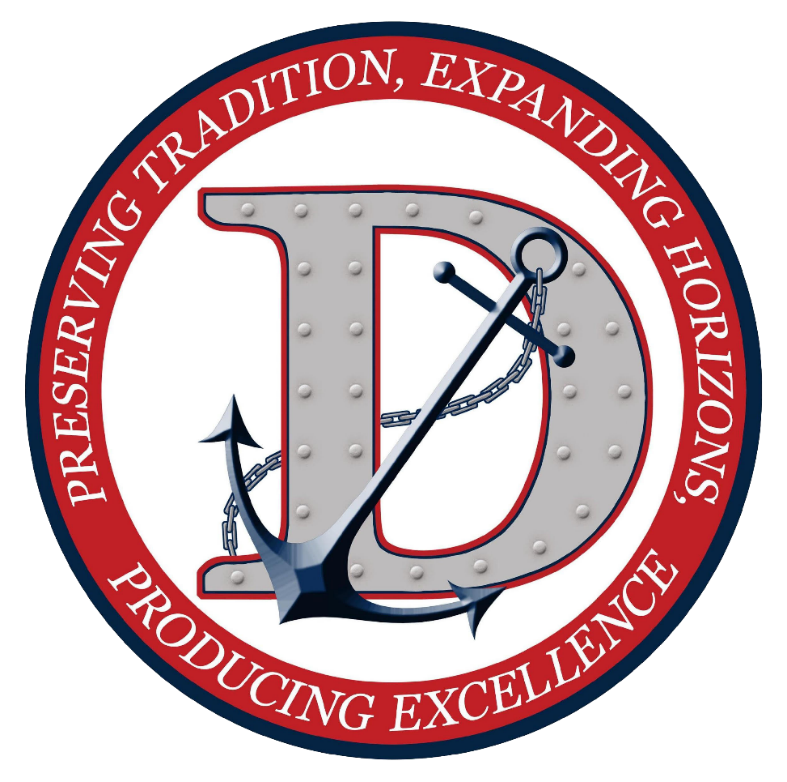 PRESERVING TRADITION, EXPANDING HORIZONS,
D
PRODUCING EXCELLENCE